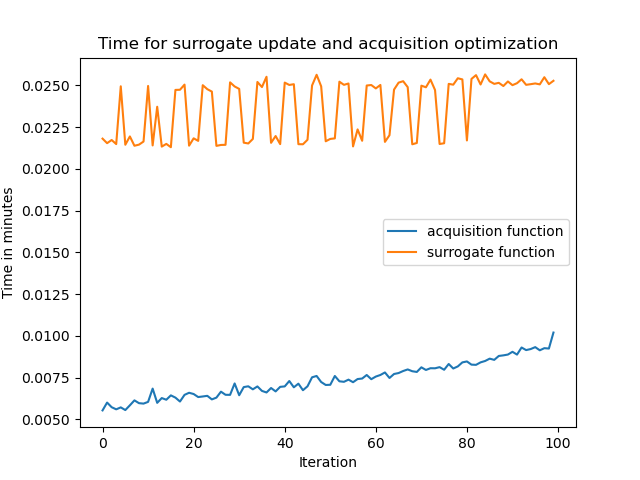 Time for surrogate update and acquisition optimization
0.0250
0.0225
0.0200
0.0175
0.0150
0.0125
0.0100
0.0075
0.0050
Time in minutes
acquisition function
surrogate function
0 20 40 60 80 100
Iteration